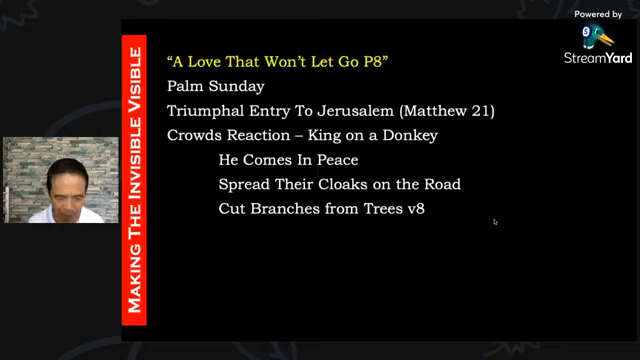 Powered by
StreamYard
MAKING THE INVISIBLE VISIBLE
“A Love That Won’t Let Go P8”
Palm Sunday
Triumphal Entry To Jerusalem (Matthew 21)
Crowds Reaction – King on a Donkey
He Comes In Peace
Spread Their Cloaks on the Road
Cut Branches from Trees v8